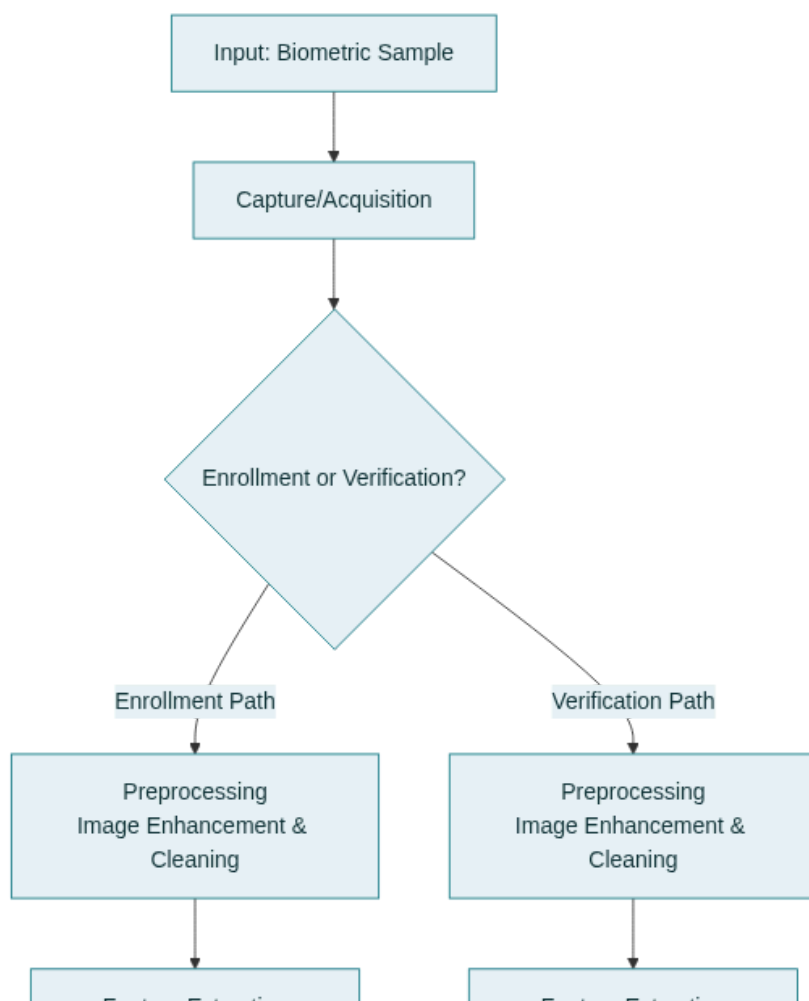 Input: Biometric Sample
Capture/Acquisition
Enrollment or Verification?
Enrollment Path
Verification Path
Preprocessing
Image Enhancement &
Cleaning
Preprocessing
Image Enhancement &
Cleaning